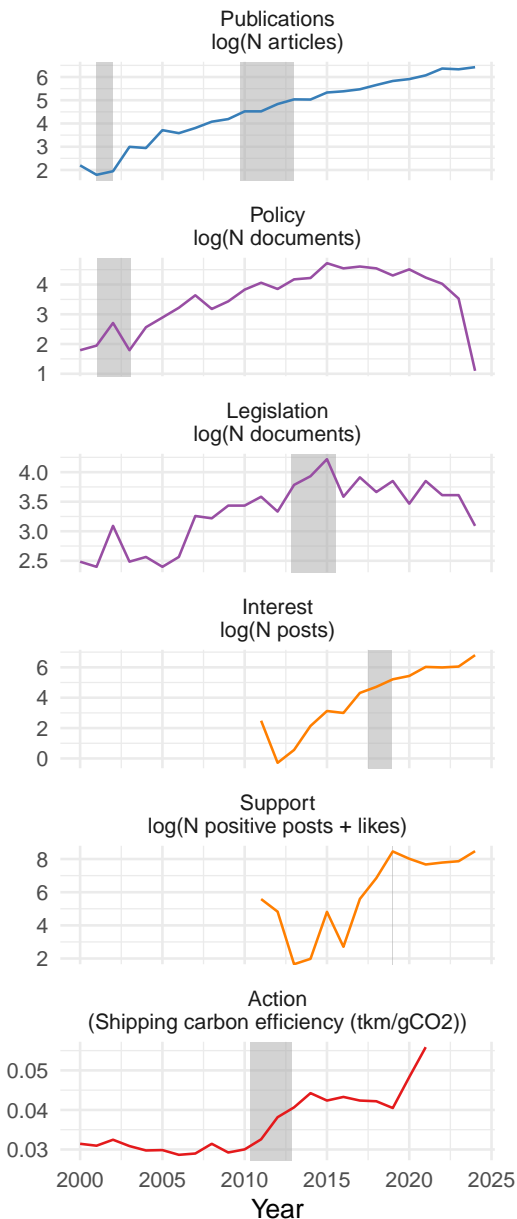 Publications
log(N articles)
6
5
4
3
2
Policy
log(N documents)
4
3
2
1
Legislation
log(N documents)
4.0
3.5
3.0
2.5
Interest
log(N posts)
6
4
2
0
Support
log(N positive posts + likes)
8
6
4
2
Action
(Shipping carbon efficiency (tkm/gCO2))
0.05
0.04
0.03
2000 2005 2010 2015 2020 2025
Year